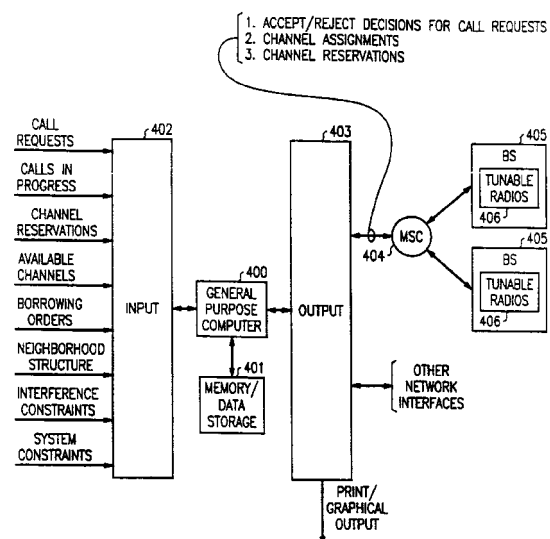 1. ACCEPT/REJECT DECISIONS FOR CALL REQUESTS
2. CHANNEL ASSIGNMENTS
3. CHANNEL RESERVATIONS
402
403
405
CALL
REQUESTS
CALLS IN
PROGRESS
CHANNEL
RESERVATIONS
AVAILABLE
CHANNELS
BORROWING
ORDERS
NEIGHBORHOOD
STRUCTURE
INTERFERENCE
CONSTRAINTS
SYSTEM
CONSTRAINTS
INPUT
400
GENERAL
PURPOSE
COMPUTER
401
MEMORY/
DATA
STORAGE
OUTPUT
MSC
404
BS
TUNABLE
RADIOS
406
405
BS
TUNABLE
RADIOS
406
OTHER
NETWORK
INTERFACES
PRINT/
GRAPHICAL
OUTPUT